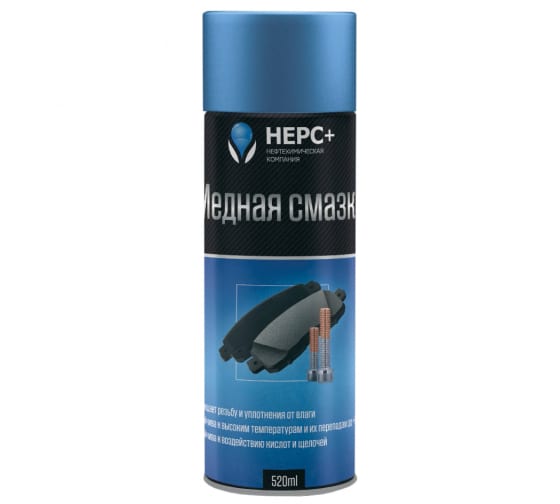 НЕРС+
НЕФТЕХИМИЧЕСКАЯ
КОМПАНИЯ
Медная смазк
щает резьбу и уплотнения от влаги
чива к высоким температурам и их перепадам до
чива к воздействию кислот и щелочей
520ml